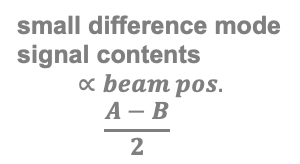 small difference mode
signal contents
∝ beam pos.
A − B
2